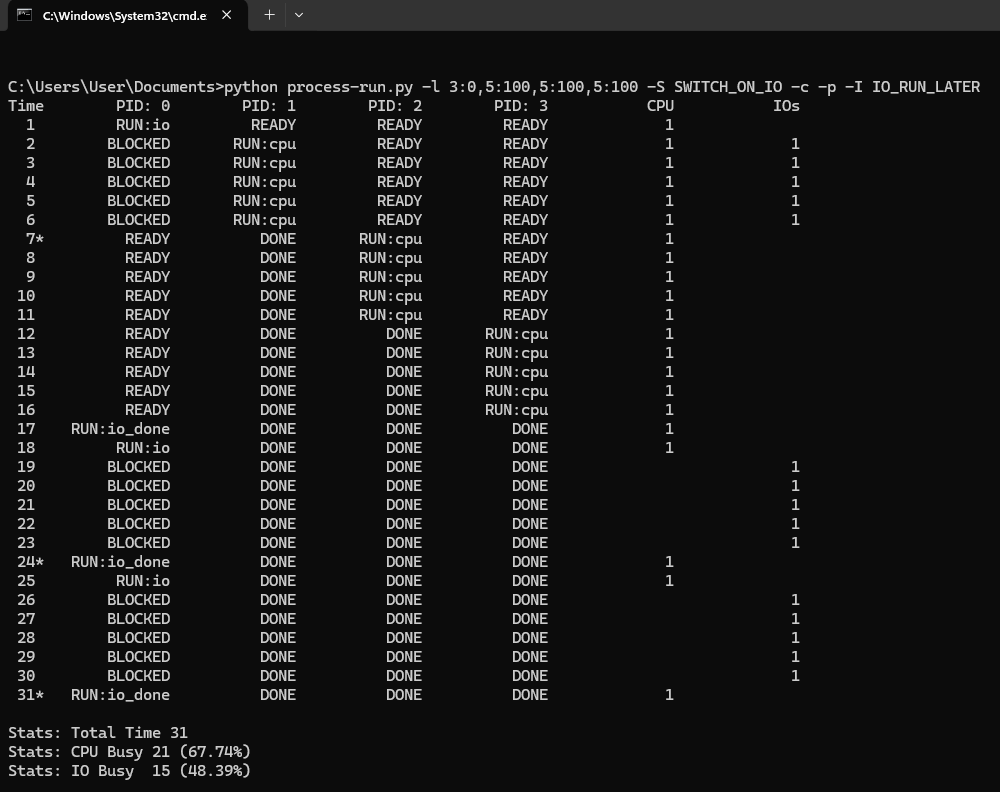 C:\Windows\System32\cmd.e
C:\Users\User\Documents>python process-run.py -l 3:0,5:100,5:100,5:100 -S SWITCH_ON_IO -c -p -I IO_RUN_LATER
Time PID: 0 PID: 1 PID: 2 PID: 3 CPU IOs
1 RUN:io READY READY READY 1
2 BLOCKED RUN:cpu READY READY 1 1
3 BLOCKED RUN:cpu READY READY 1 1
4 BLOCKED RUN:cpu READY READY 1 1
5 BLOCKED RUN:cpu READY READY 1 1
6 BLOCKED RUN:cpu READY READY 1 1
7* READY DONE RUN:cpu READY 1
8 READY DONE RUN:cpu READY 1
9 READY DONE RUN:cpu READY 1
10 READY DONE RUN:cpu READY 1
11 READY DONE RUN:cpu READY 1
12 READY DONE DONE RUN:cpu 1
13 READY DONE DONE RUN:cpu 1
14 READY DONE DONE RUN:cpu 1
15 READY DONE DONE RUN:cpu 1
16 READY DONE DONE RUN:cpu 1
17 RUN:io_done DONE DONE DONE 1
18 RUN:io DONE DONE DONE 1
19 BLOCKED DONE DONE DONE 1
20 BLOCKED DONE DONE DONE 1
21 BLOCKED DONE DONE DONE 1
22 BLOCKED DONE DONE DONE 1
23 BLOCKED DONE DONE DONE 1
24* RUN:io_done DONE DONE DONE 1
25 RUN:io DONE DONE DONE 1
26 BLOCKED DONE DONE DONE 1
27 BLOCKED DONE DONE DONE 1
28 BLOCKED DONE DONE DONE 1
29 BLOCKED DONE DONE DONE 1
30 BLOCKED DONE DONE DONE 1
31* RUN:io_done DONE DONE DONE 1
Stats: Total Time 31
Stats: CPU Busy 21 (67.74%)
Stats: IO Busy 15 (48.39%)